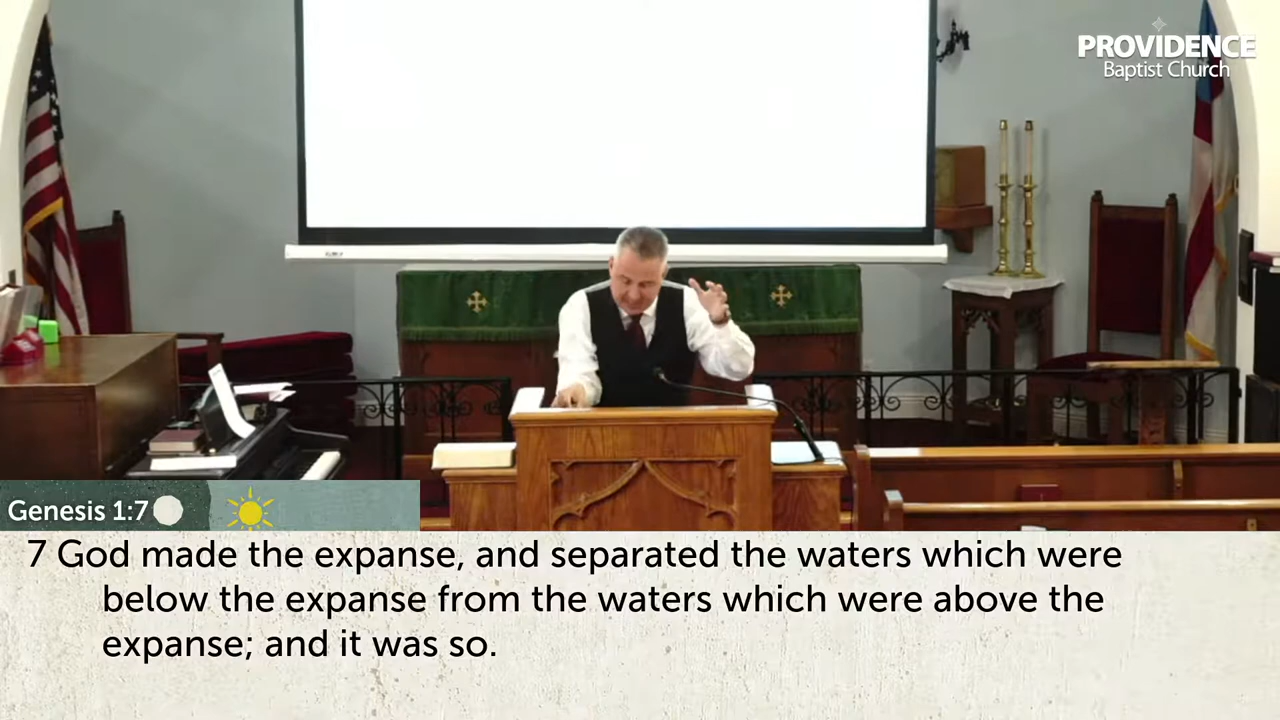 PROVIDENCE
Baptist Church
Genesis 1:7
7 God made the expanse, and separated the waters which were
below the expanse from the waters which were above the
expanse; and it was so.